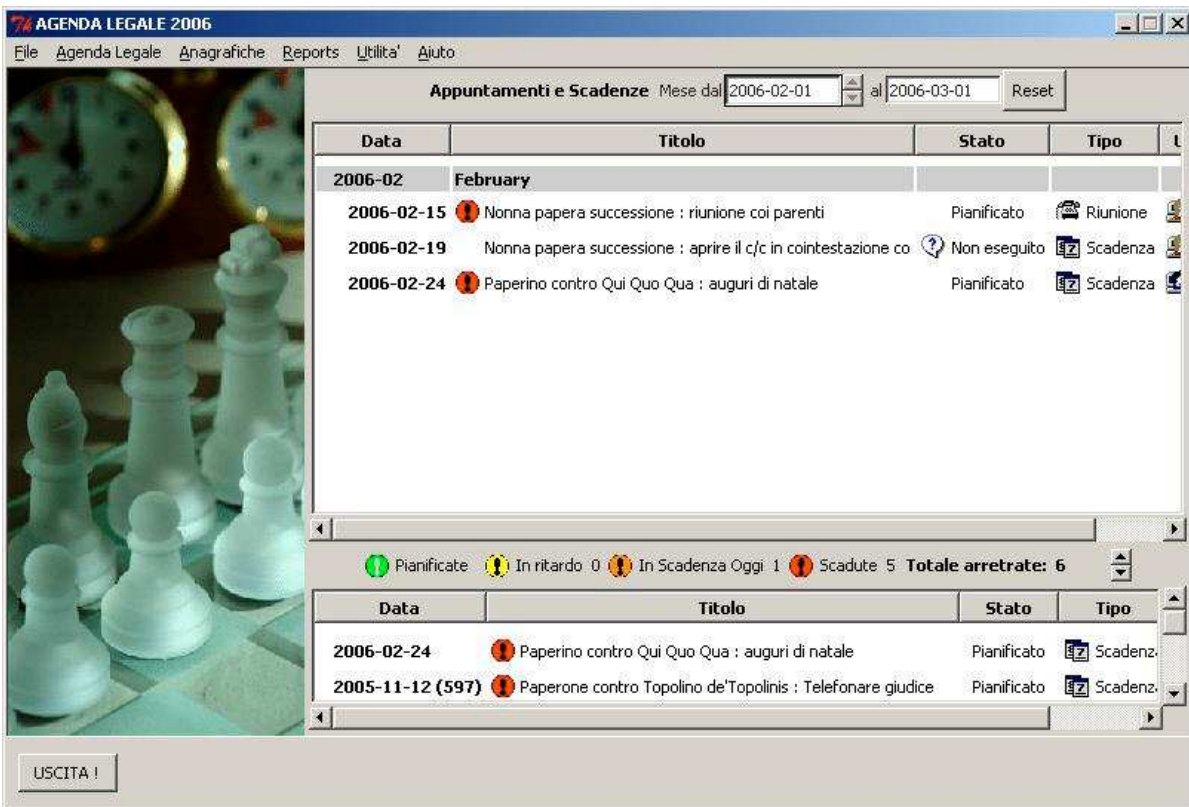 AGENDA LEGALE 2006
File Agenda Legale Anagrafiche Reports Utilita' Aiuto
Appuntamenti e Scadenze Mese dal 2006-02-01 al 2006-03-01 Reset
Data Titolo Stato Tipo
2006-02 February
2006-02-15 Nonna papera successione : riunione coi parenti Pianificato Riunione
2006-02-19 Nonna papera successione : aprire il c/c in cointestazione co Non eseguito Scadenza
2006-02-24 Paperino contro Qui Quo Qua : auguri di natale Pianificato Scadenza
Pianificate In ritardo 0 In Scadenza Oggi 1 Scadute 5 Totale arretrate: 6
Data Titolo Stato Tipo
2006-02-24 Paperino contro Qui Quo Qua : auguri di natale Pianificato Scadenz
2005-11-12 (597) Paperone contro Topolino de'Topolinis : Telefonare giudice Pianificato Scadenz
USCITA !